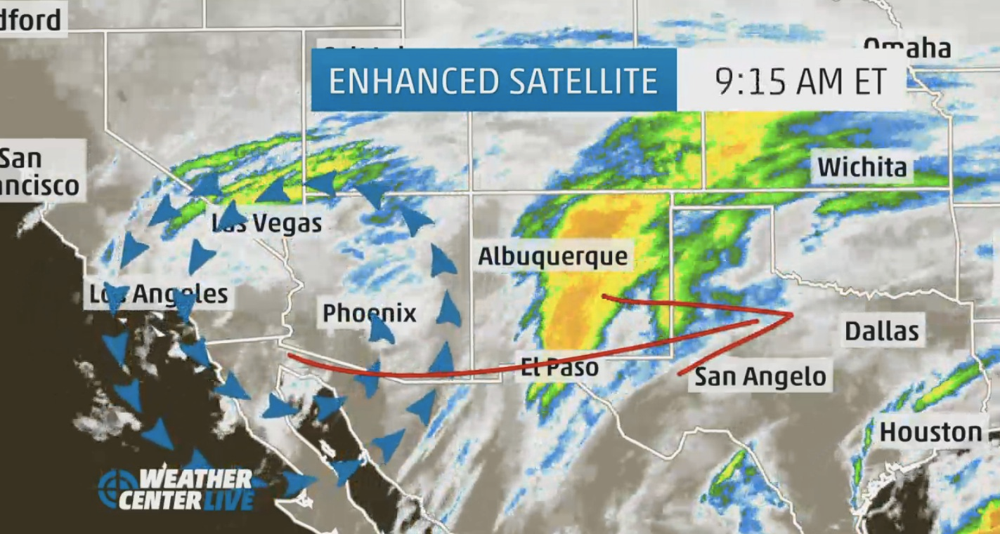 dford
Omaha
ENHANCED SATELLITE
9:15 AM ET
San
ncisco
Wichita
Las Vegas
Albuquerque
Los Angeles
Phoenix
Dallas
El Paso
San Angelo
Houston
WEATHER
CENTER LIVE